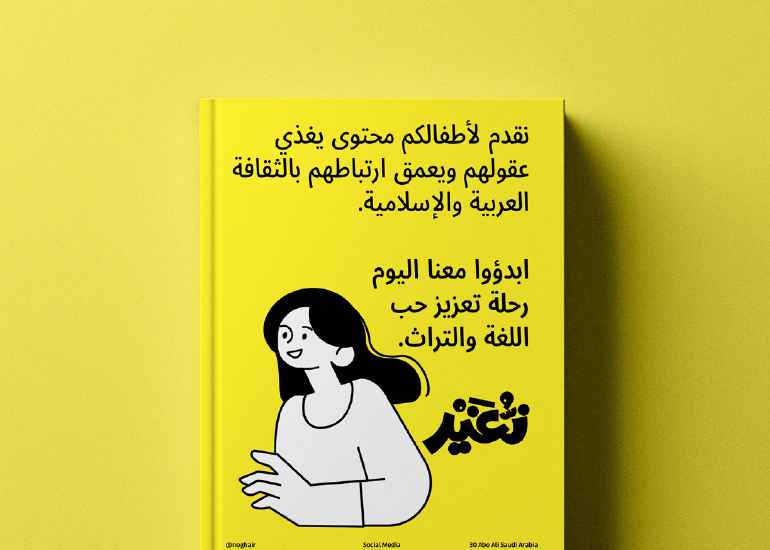 نقدم لأطفالكم محتوى يغذي
عقولهم ويعمق ارتباطهم بالثقافة
العربية والإسلامية.
ابدؤوا معنا اليوم
رحلة تعزيز حب
اللغة والتراث.
نُغَيْر
@noghair
Social Media
30 Abo Ali Saudi Arabia